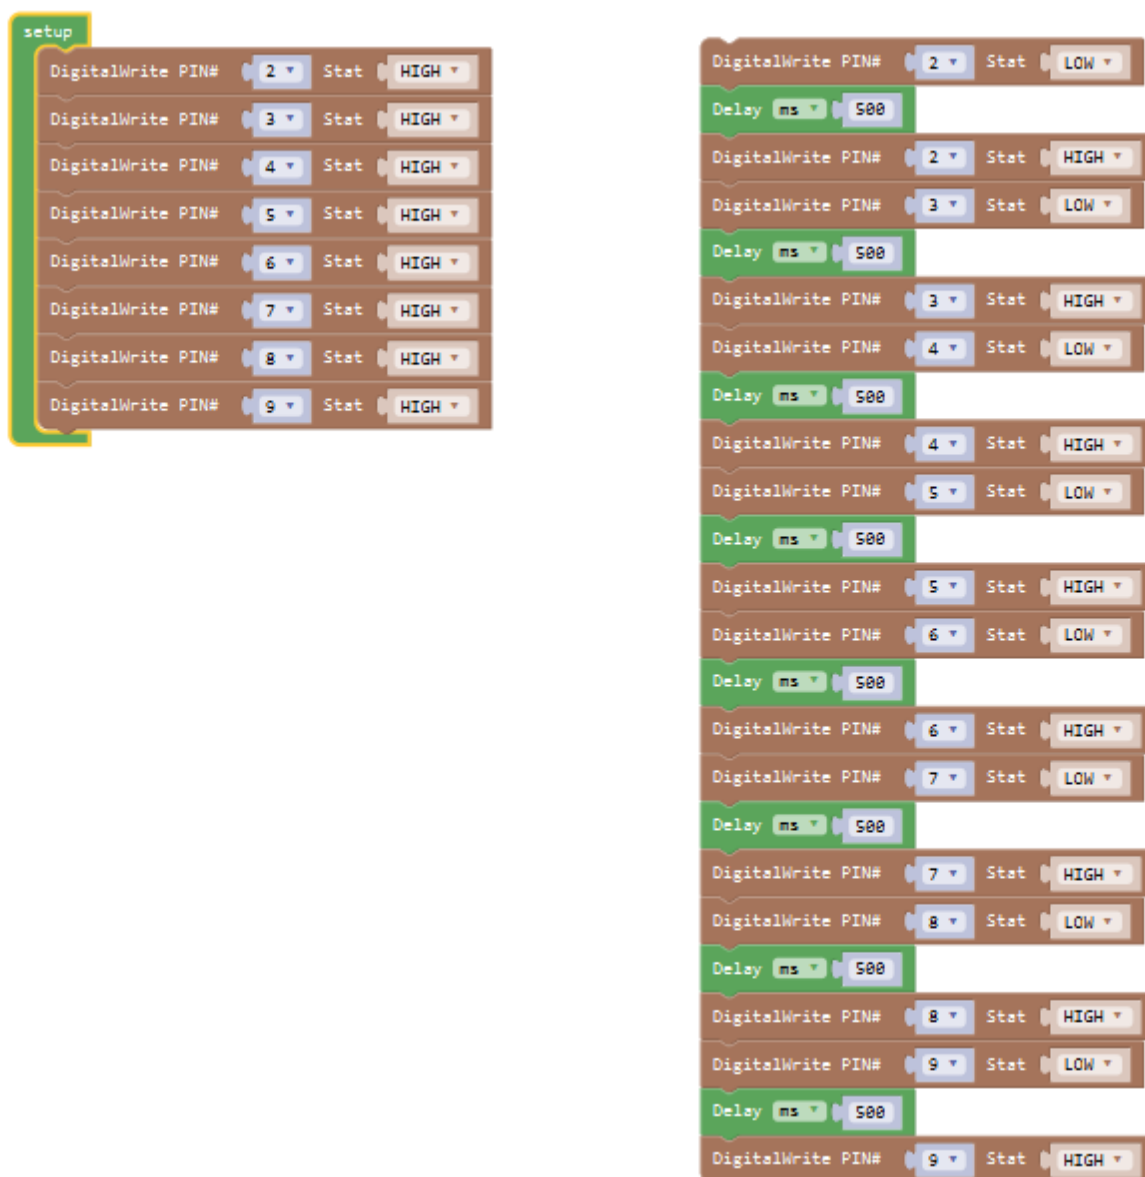 setup
DigitalWrite PIN# 2 Stat HIGH
DigitalWrite PIN# 3 Stat HIGH
DigitalWrite PIN# 4 Stat HIGH
DigitalWrite PIN# 5 Stat HIGH
DigitalWrite PIN# 6 Stat HIGH
DigitalWrite PIN# 7 Stat HIGH
DigitalWrite PIN# 8 Stat HIGH
DigitalWrite PIN# 9 Stat HIGH
DigitalWrite PIN# 2 Stat LOW
Delay ms 500
DigitalWrite PIN# 2 Stat HIGH
DigitalWrite PIN# 3 Stat LOW
Delay ms 500
DigitalWrite PIN# 3 Stat HIGH
DigitalWrite PIN# 4 Stat LOW
Delay ms 500
DigitalWrite PIN# 4 Stat HIGH
DigitalWrite PIN# 5 Stat LOW
Delay ms 500
DigitalWrite PIN# 5 Stat HIGH
DigitalWrite PIN# 6 Stat LOW
Delay ms 500
DigitalWrite PIN# 6 Stat HIGH
DigitalWrite PIN# 7 Stat LOW
Delay ms 500
DigitalWrite PIN# 7 Stat HIGH
DigitalWrite PIN# 8 Stat LOW
Delay ms 500
DigitalWrite PIN# 8 Stat HIGH
DigitalWrite PIN# 9 Stat LOW
Delay ms 500
DigitalWrite PIN# 9 Stat HIGH